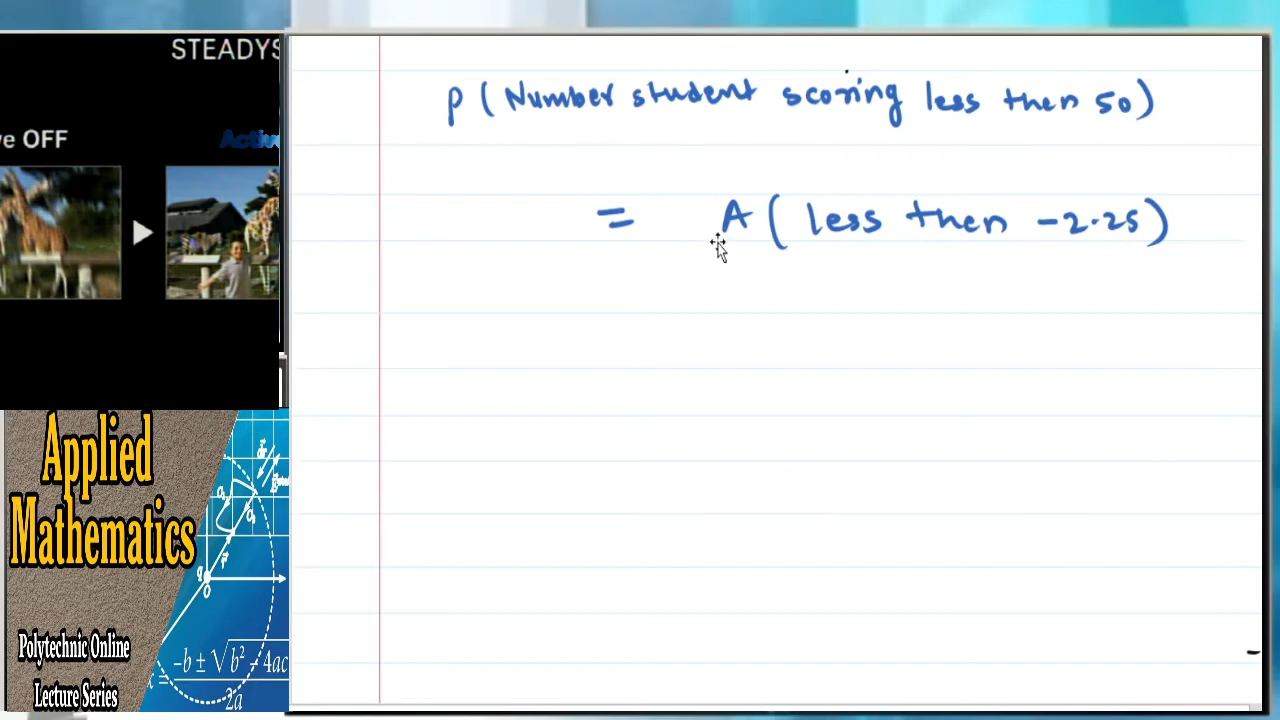 STEADYS
ve OFF
Active
P ( Number student scoring less then 50 )
= A ( less then -2.25 )
Applied
Mathematics
Polytechnic Online
Lecture Series
-b ± √b² - 4ac
2a